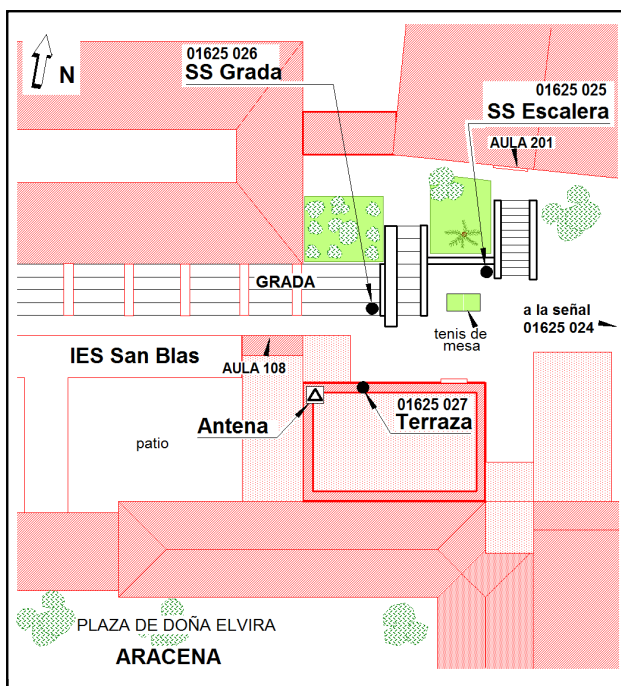 N
01625 026
SS Grada
01625 025
SS Escalera
AULA 201
GRADA
a la señal
01625 024
tenis de
mesa
IES San Blas
AULA 108
Antena
01625 027
Terraza
patio
PLAZA DE DOÑA ELVIRA
ARACENA